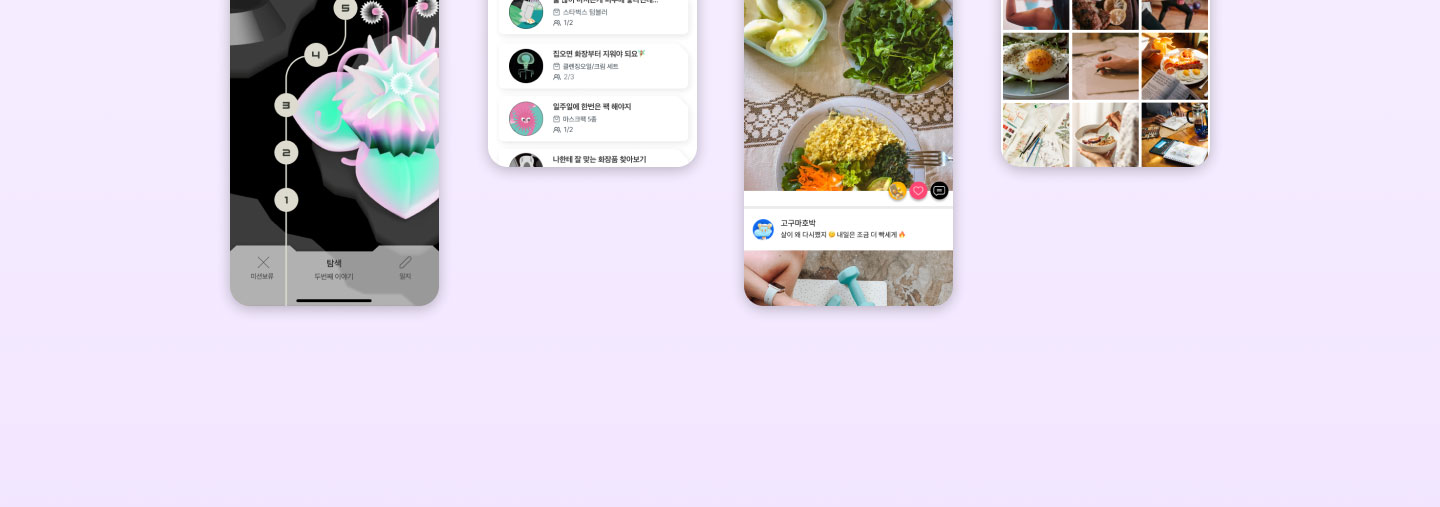 5
4
3
2
1
미션보류
탐색
두번째 이야기
일지
스타벅스 텀블러
1/2
집오면 화장부터 지워야 되요
클렌징오일/크림 세트
2/3
일주일에 한번은 팩 해야지
마스크팩 5종
1/2
나한테 잘 맞는 화장품 찾아보기
고구마호박
살이 왜 다시쪘지 😀 내일은 조금 더 빡세게 🔥